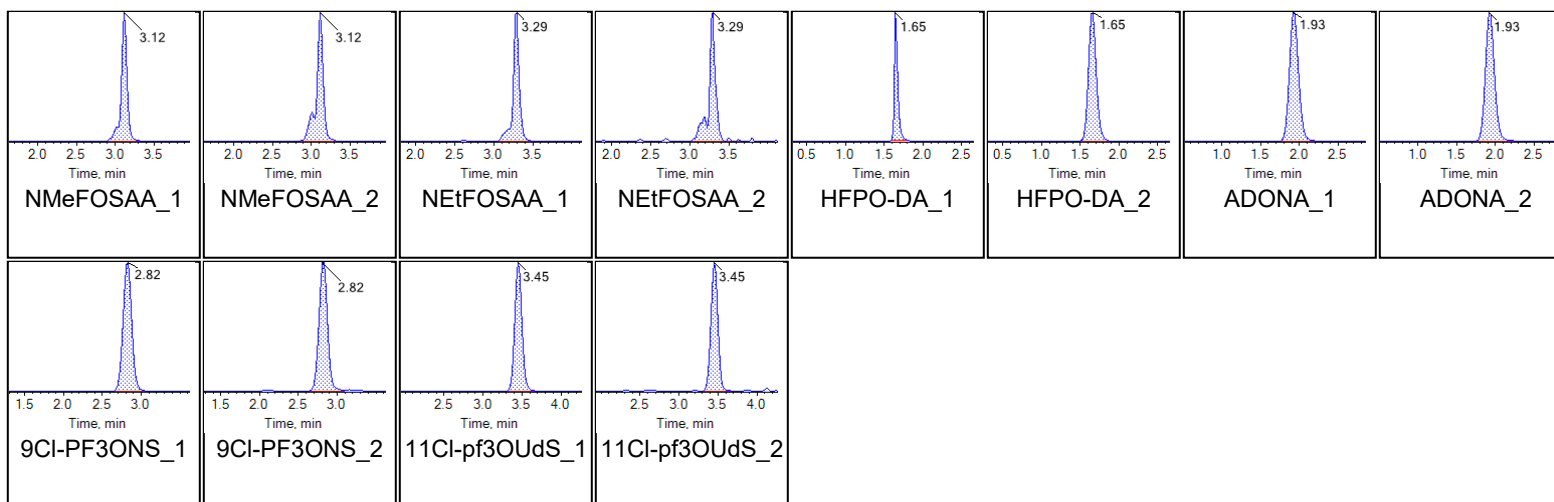 3.12 3.12 3.29 3.29 1.65 1.65 1.93 1.93
2.0 2.5 3.0 3.5 2.0 2.5 3.0 3.5 2.0 2.5 3.0 3.5 2.0 2.5 3.0 3.5 0.5 1.0 1.5 2.0 2.5 0.5 1.0 1.5 2.0 2.5 1.0 1.5 2.0 2.5 1.0 1.5 2.0 2.5
Time, min Time, min Time, min Time, min Time, min Time, min Time, min Time, min
NMeFOSAA_1 NMeFOSAA_2 NEtFOSAA_1 NEtFOSAA_2 HFPO-DA_1 HFPO-DA_2 ADONA_1 ADONA_2
2.82 2.82 3.45 3.45
1.5 2.0 2.5 3.0 1.5 2.0 2.5 3.0 2.5 3.0 3.5 4.0 2.5 3.0 3.5 4.0
Time, min Time, min Time, min Time, min
9Cl-PF3ONS_1 9Cl-PF3ONS_2 11Cl-pf3OUdS_1 11Cl-pf3OUdS_2